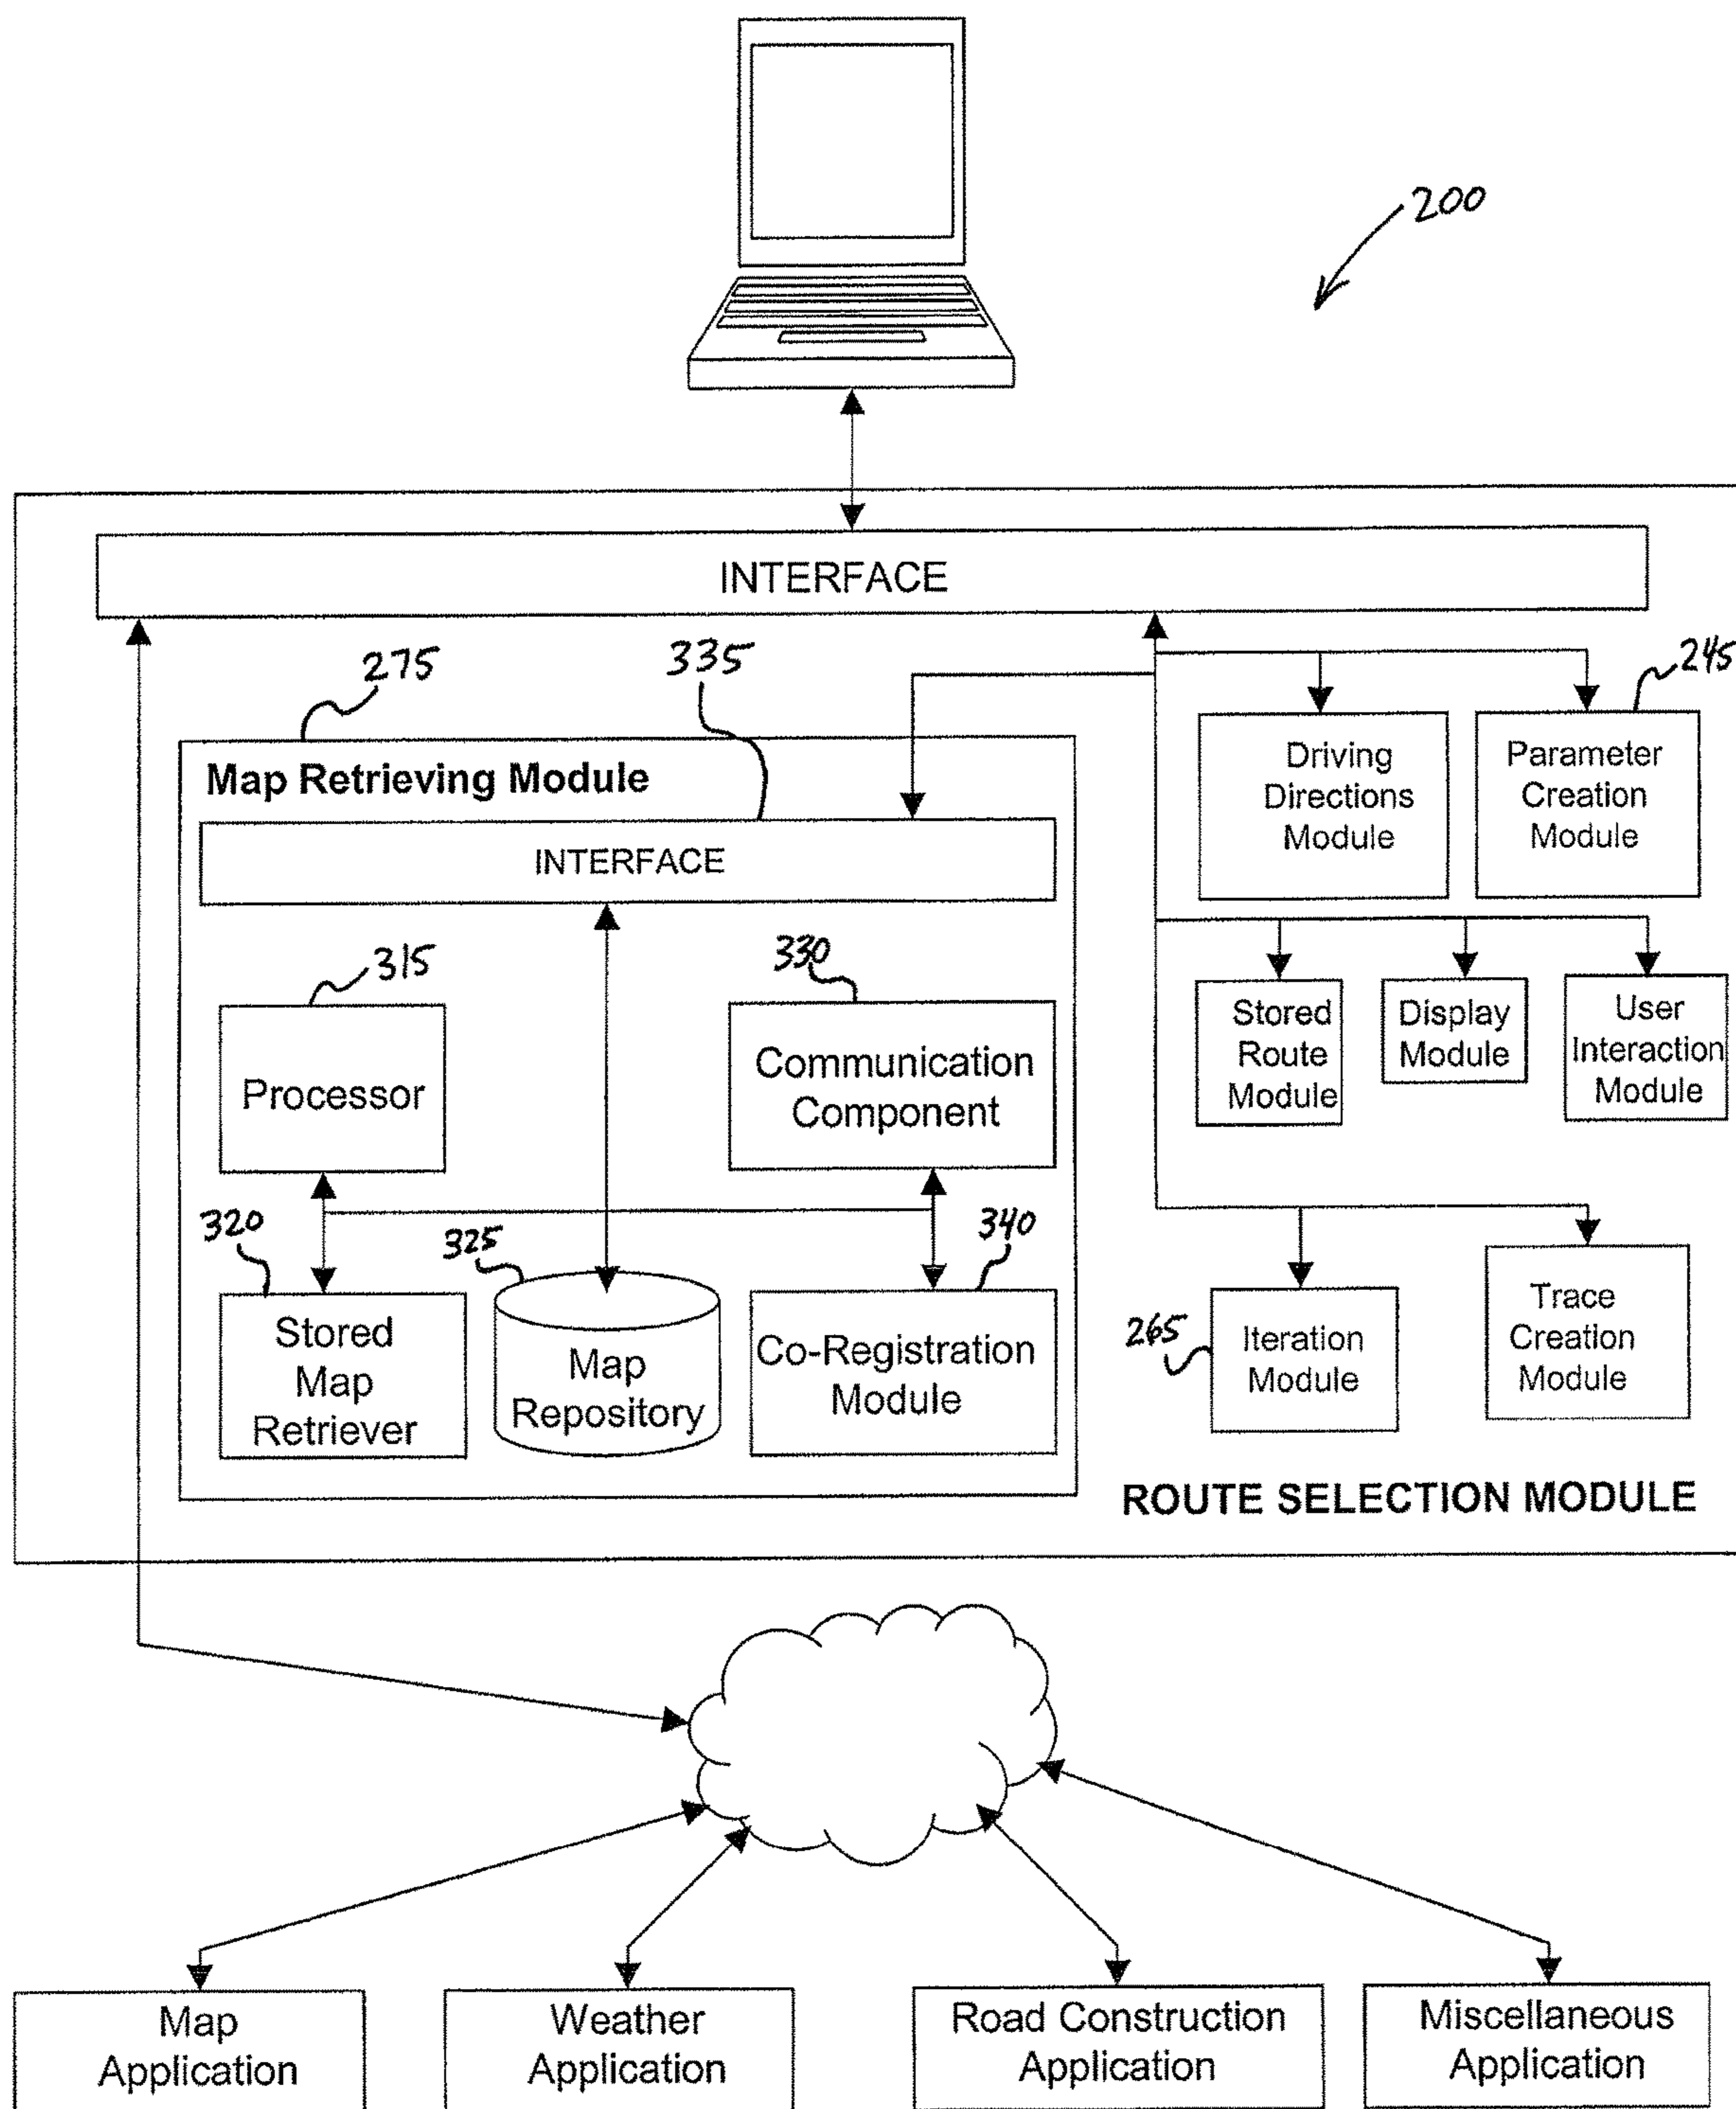 200
INTERFACE
275
335
245
Map Retrieving Module
Driving
Directions
Module
Parameter
Creation
Module
INTERFACE
315
330
Processor
Communication
Component
Stored
Route
Module
Display
Module
User
Interaction
Module
320
325
340
Stored
Map
Retriever
Map
Repository
Co-Registration
Module
265
Iteration
Module
Trace
Creation
Module
ROUTE SELECTION MODULE
Map
Application
Weather
Application
Road Construction
Application
Miscellaneous
Application